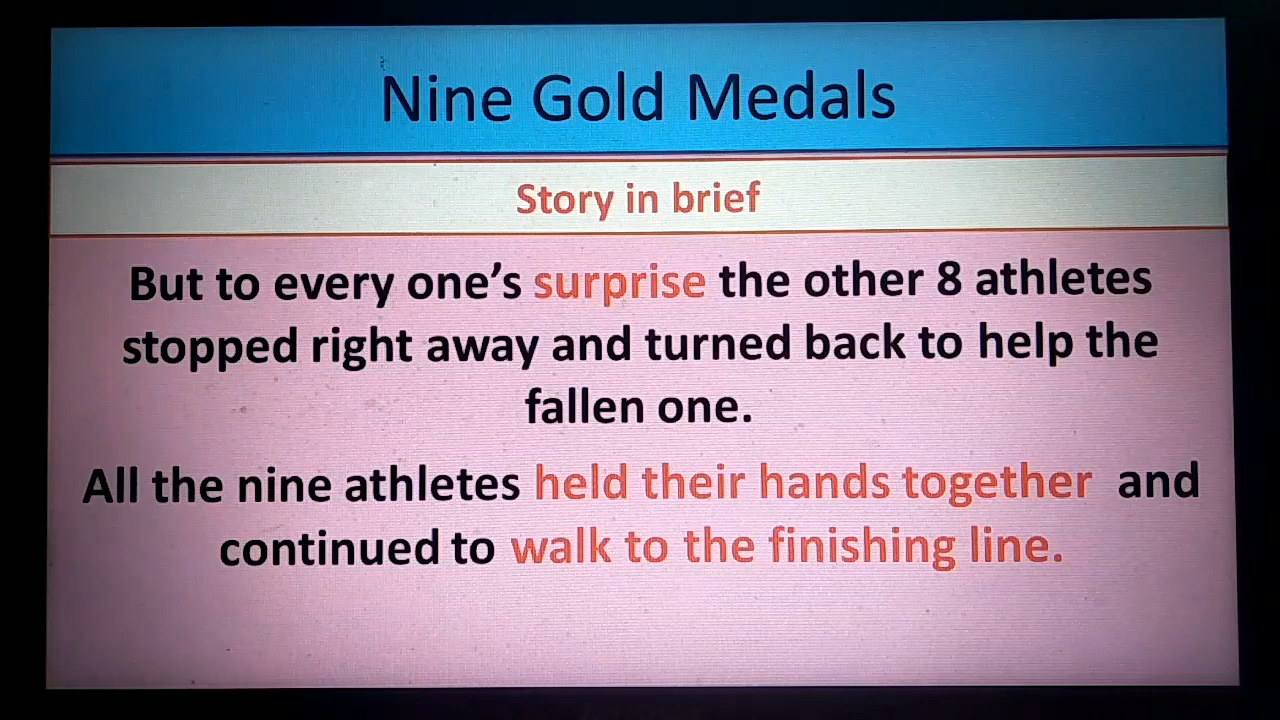 Nine Gold Medals
Story in brief
But to every one's surprise the other 8 athletes
stopped right away and turned back to help the
fallen one.
All the nine athletes held their hands together and
continued to walk to the finishing line.